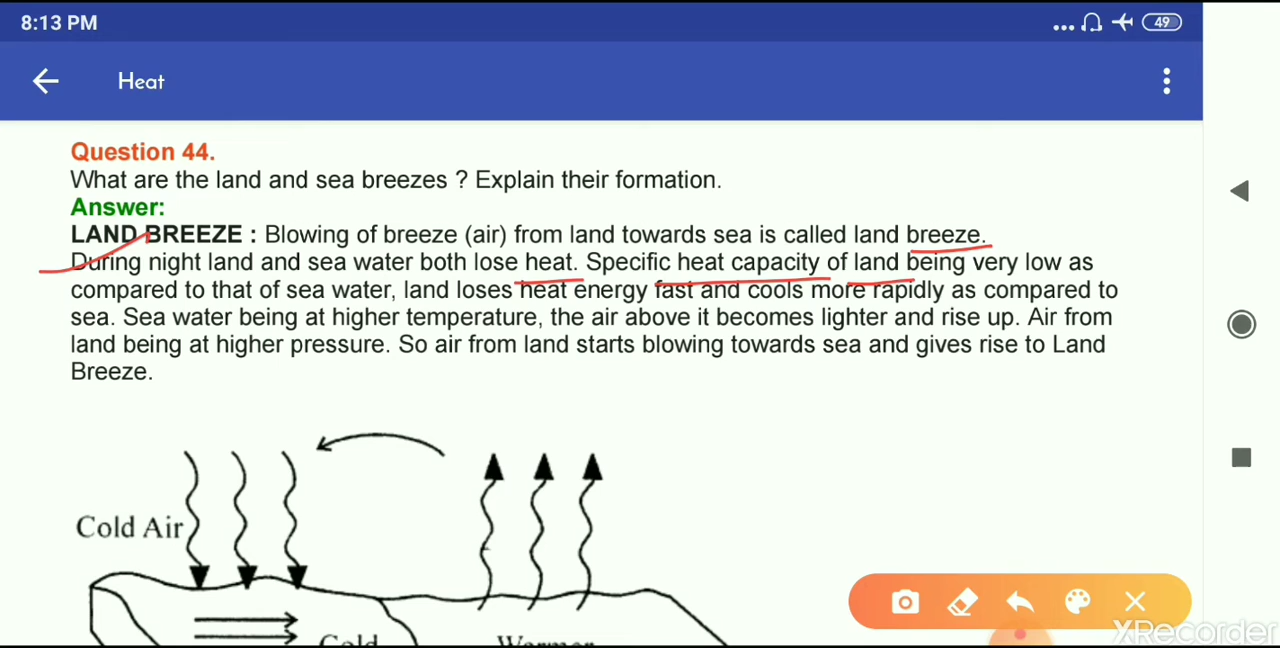 8:13 PM
49
Heat
Question 44.
What are the land and sea breezes ? Explain their formation.
Answer:
LAND BREEZE : Blowing of breeze (air) from land towards sea is called land breeze.
During night land and sea water both lose heat. Specific heat capacity of land being very low as
compared to that of sea water, land loses heat energy fast and cools more rapidly as compared to
sea. Sea water being at higher temperature, the air above it becomes lighter and rise up. Air from
land being at higher pressure. So air from land starts blowing towards sea and gives rise to Land
Breeze.
Cold Air
Cold
Warmer
XRecorder